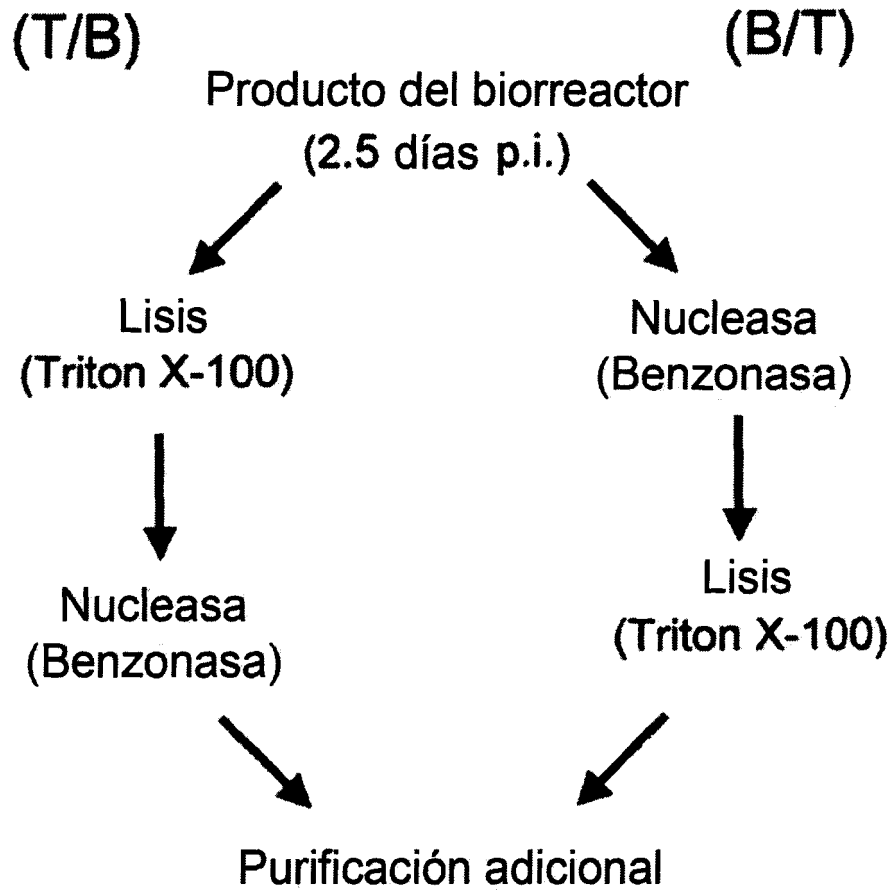 (T/B)
(B/T)
Producto del biorreactor
(2.5 días p.i.)
Lisis
(Triton X-100)
Nucleasa
(Benzonasa)
Nucleasa
(Benzonasa)
Lisis
(Triton X-100)
Purificación adicional